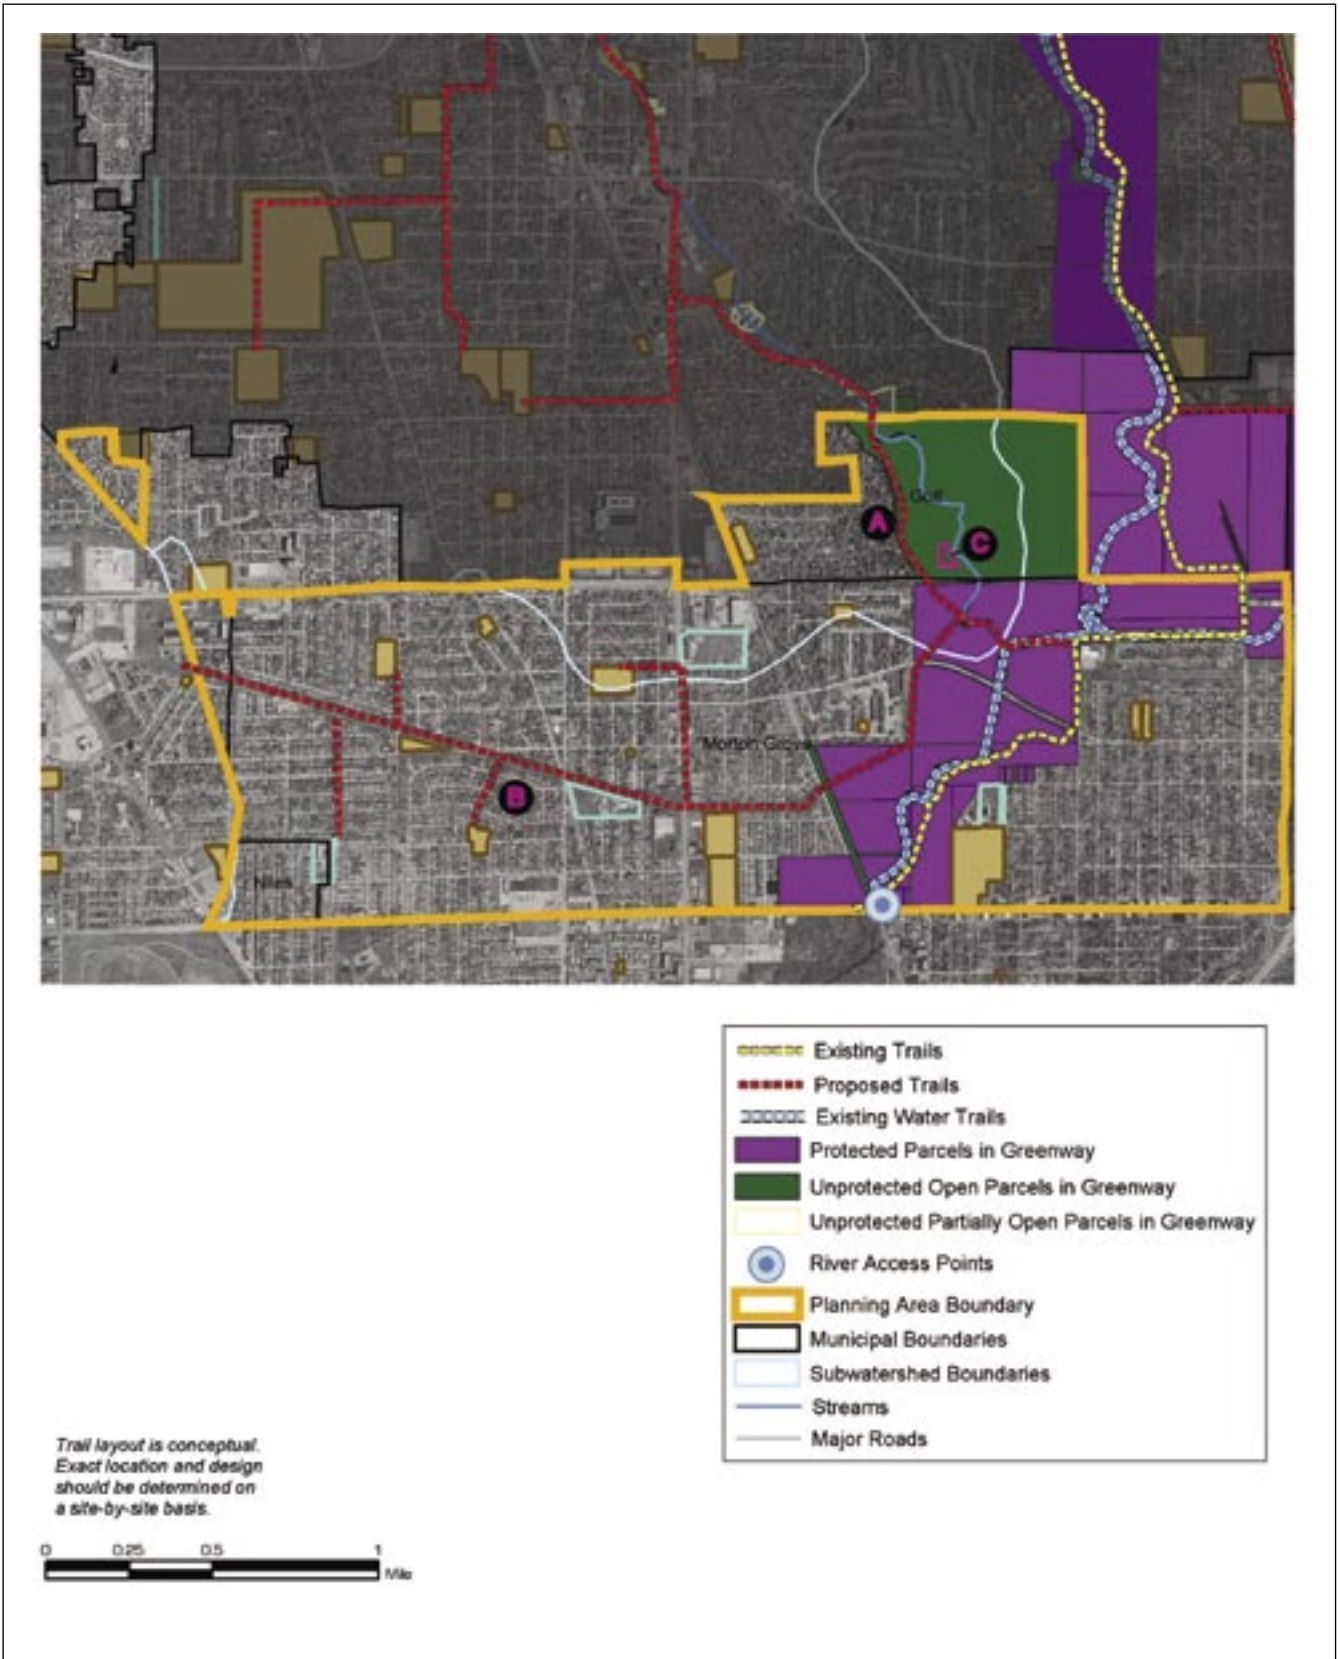 Golf
A
C
Morton Grove
B
Niles
Existing Trails
Proposed Trails
Existing Water Trails
Protected Parcels in Greenway
Unprotected Open Parcels in Greenway
Unprotected Partially Open Parcels in Greenway
River Access Points
Planning Area Boundary
Municipal Boundaries
Subwatershed Boundaries
Streams
Major Roads
Trail layout is conceptual.
Exact location and design
should be determined on
a site-by-site basis.
0 0.25 0.5 1
Mile